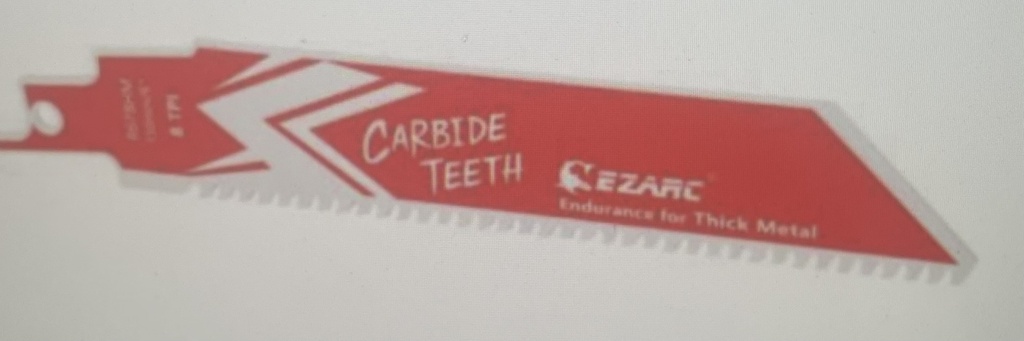 8 TPI
CARBIDE
TEETH
EZARC
Endurance for Thick Metal